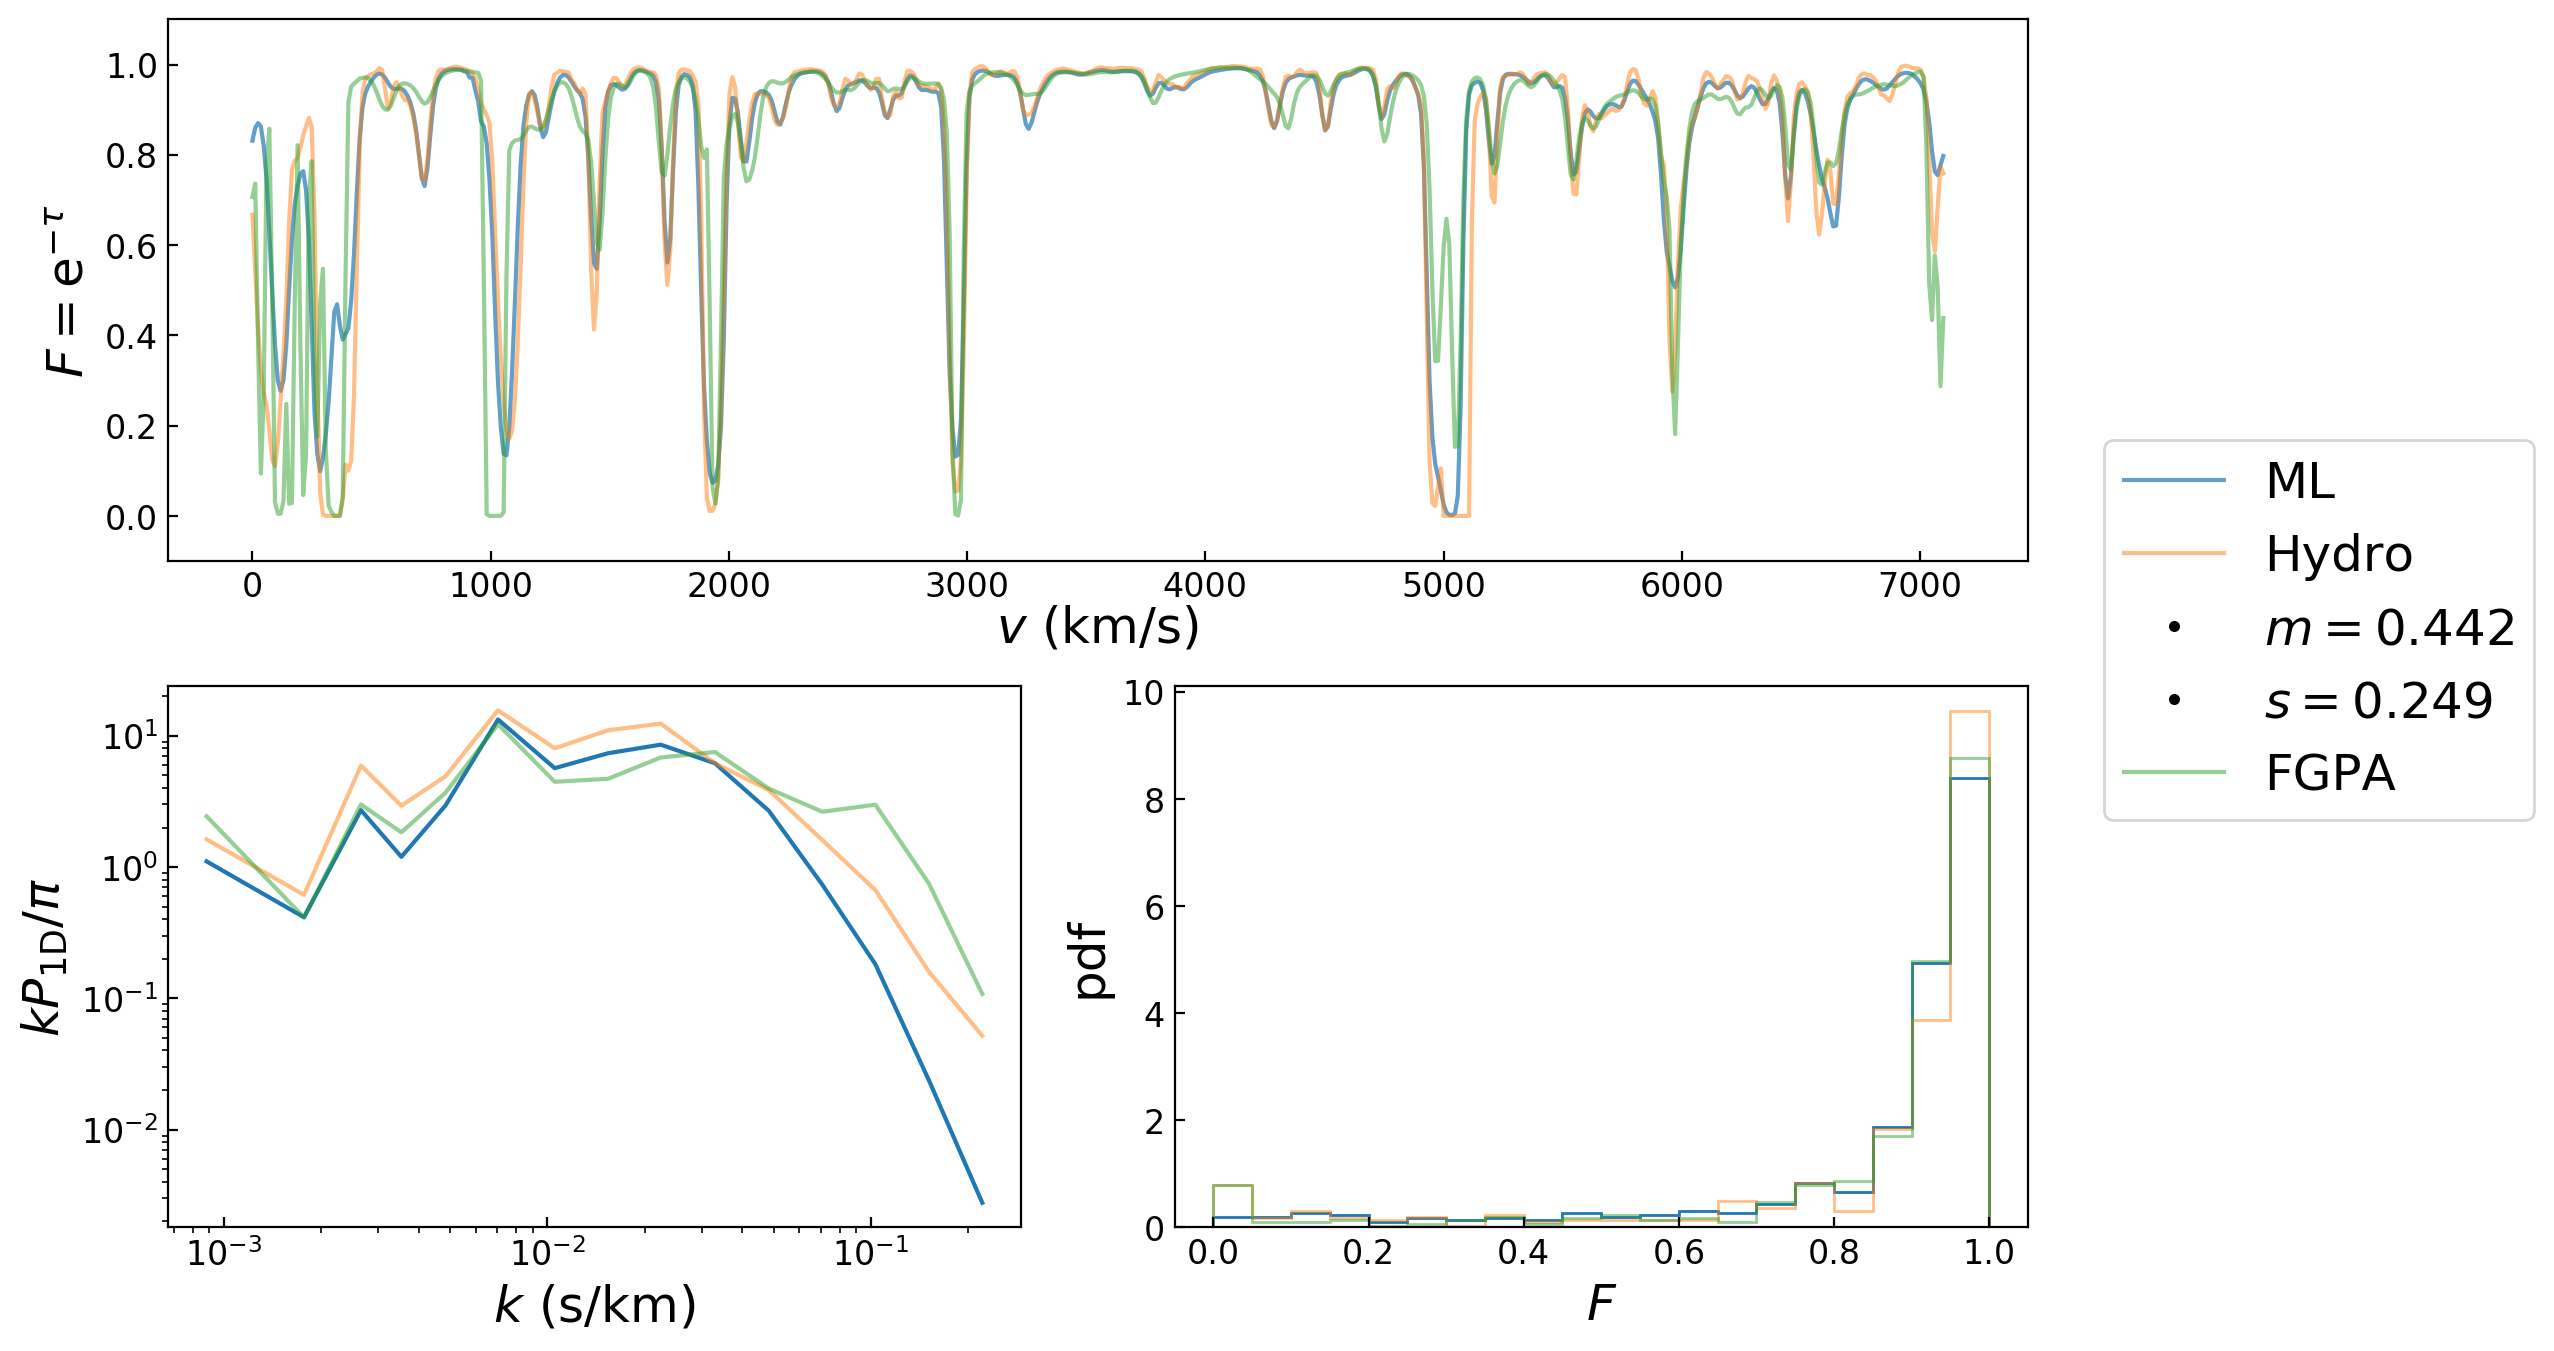 F = e^{−τ}
1.0
0.8
0.6
0.4
0.2
0.0
0 1000 2000 3000 4000 5000 6000 7000
v (km/s)
ML
Hydro
m = 0.442
s = 0.249
FGPA
kP_{1D}/π
10^1
10^0
10^{−1}
10^{−2}
10^{−3} 10^{−2} 10^{−1}
k (s/km)
pdf
10
8
6
4
2
0
0.0 0.2 0.4 0.6 0.8 1.0
F